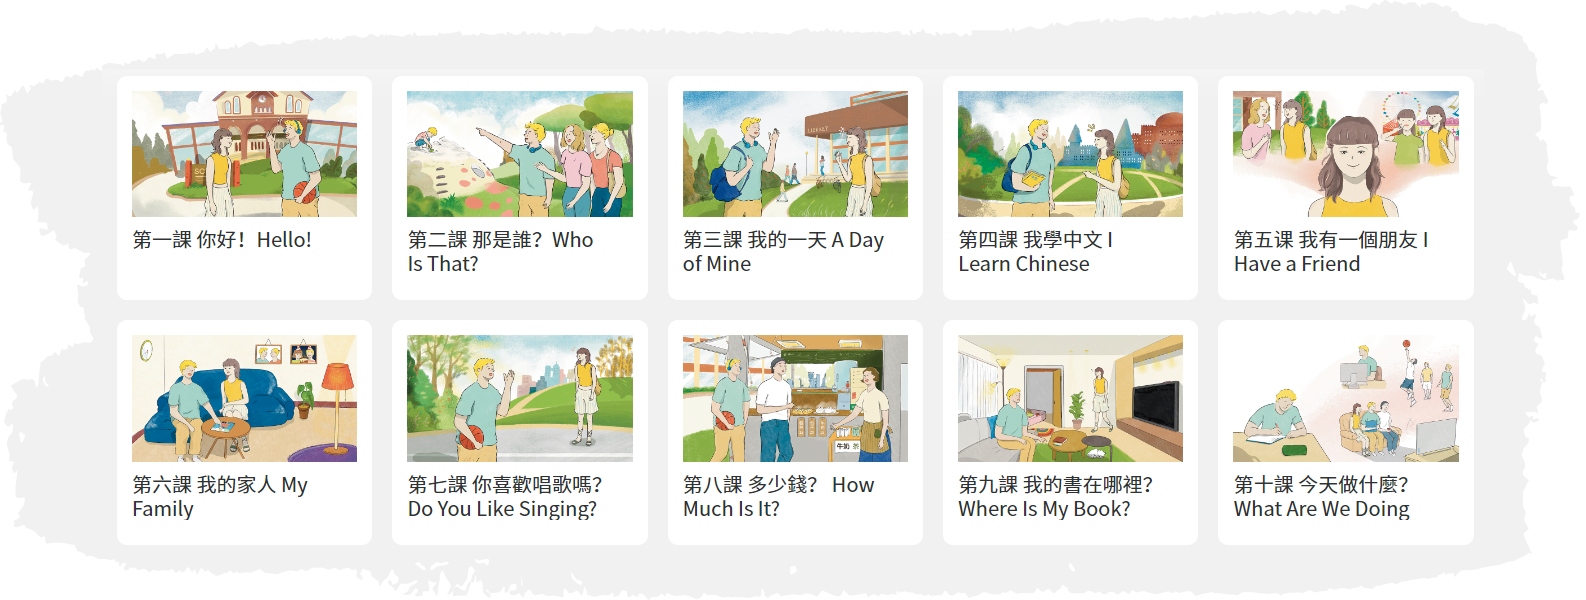 LIBRARY
第一課 你好！Hello!
第二課 那是誰？Who
Is That?
第三課 我的一天 A Day
of Mine
第四課 我學中文 I
Learn Chinese
第五课 我有一個朋友 I
Have a Friend
牛奶 茶
第六課 我的家人 My
Family
第七課 你喜歡唱歌嗎？
Do You Like Singing?
第八課 多少錢？ How
Much Is It?
第九課 我的書在哪裡？
Where Is My Book?
第十課 今天做什麼？
What Are We Doing